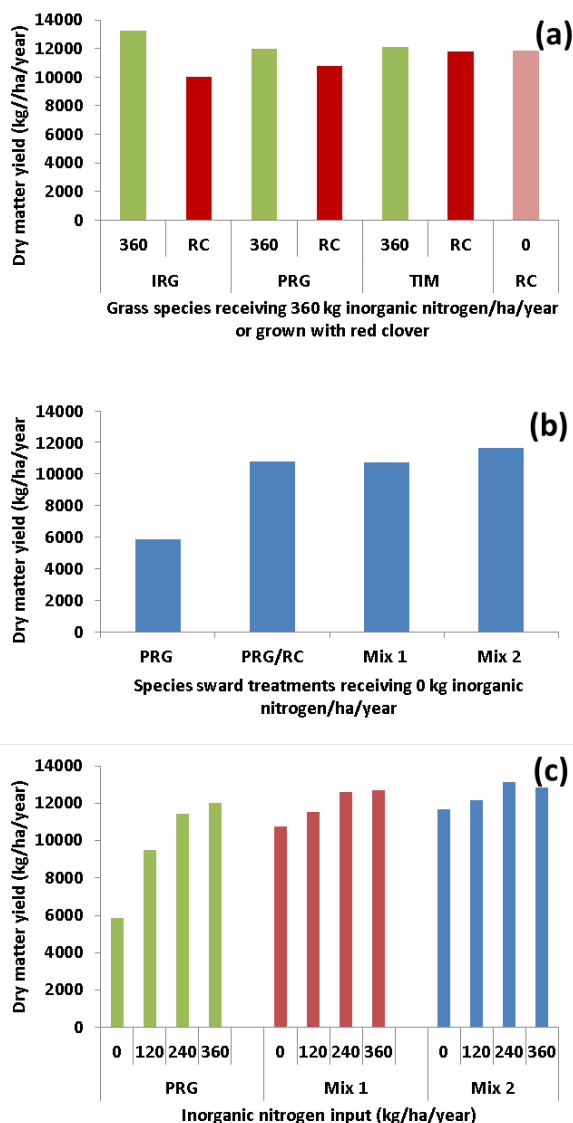 (a)
Dry matter yield (kg//ha/year)
14000
12000
10000
8000
6000
4000
2000
0
360 RC 360 RC 360 RC 0
IRG PRG TIM RC
Grass species receiving 360 kg inorganic nitrogen/ha/year
or grown with red clover
(b)
Dry matter yield (kg/ha/year
14000
12000
10000
8000
6000
4000
2000
0
PRG PRG/RC Mix 1 Mix 2
Species sward treatments receiving 0 kg inorganic
nitrogen/ha/year
(c)
Dry matter yield (kg/ha/year)
14000
12000
10000
8000
6000
4000
2000
0
0 120 240 360 0 120 240 360 0 120 240 360
PRG Mix 1 Mix 2
Inorganic nitrogen input (kg/ha/year)